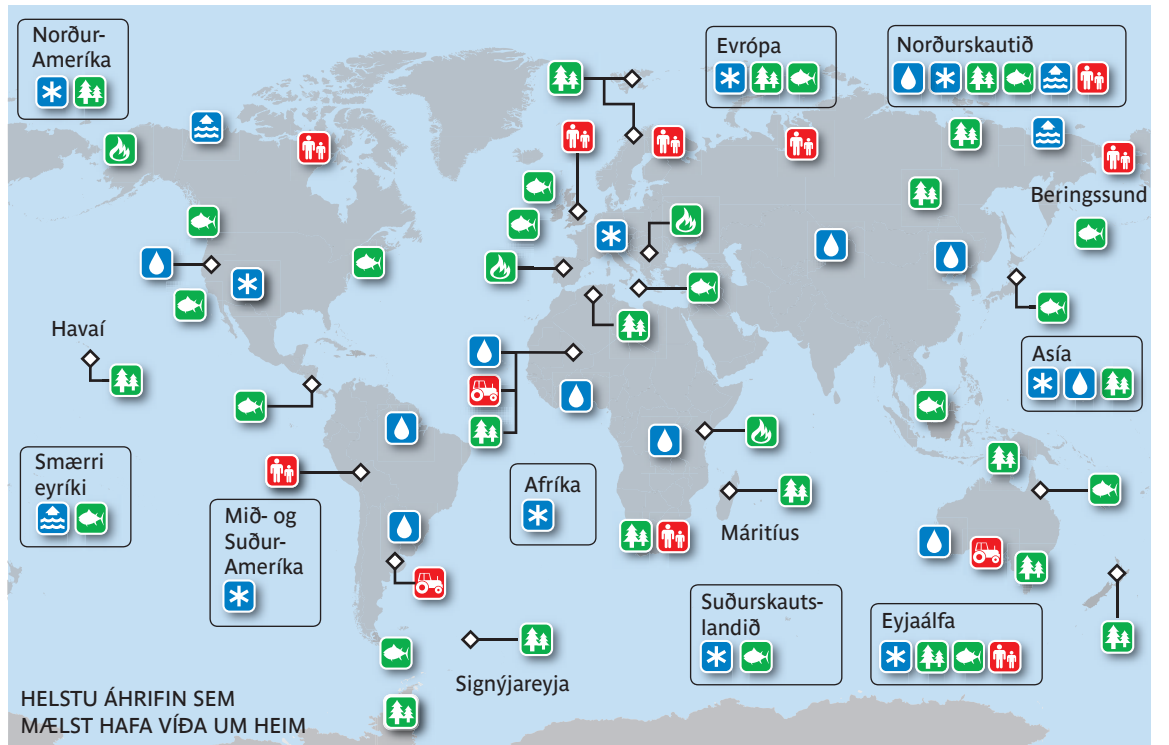 Norður-
Ameríka
Evrópa
Norðurskautið
Beringssund
Havaí
Asía
Smærri
eyríki
Mið- og
Suður-
Ameríka
Afríka
Máritíus
Suðurskauts-
landið
Eyjaálfa
Signýjareyja
HELSTU ÁHRIFIN SEM
MÆLST HAFA VÍÐA UM HEIM